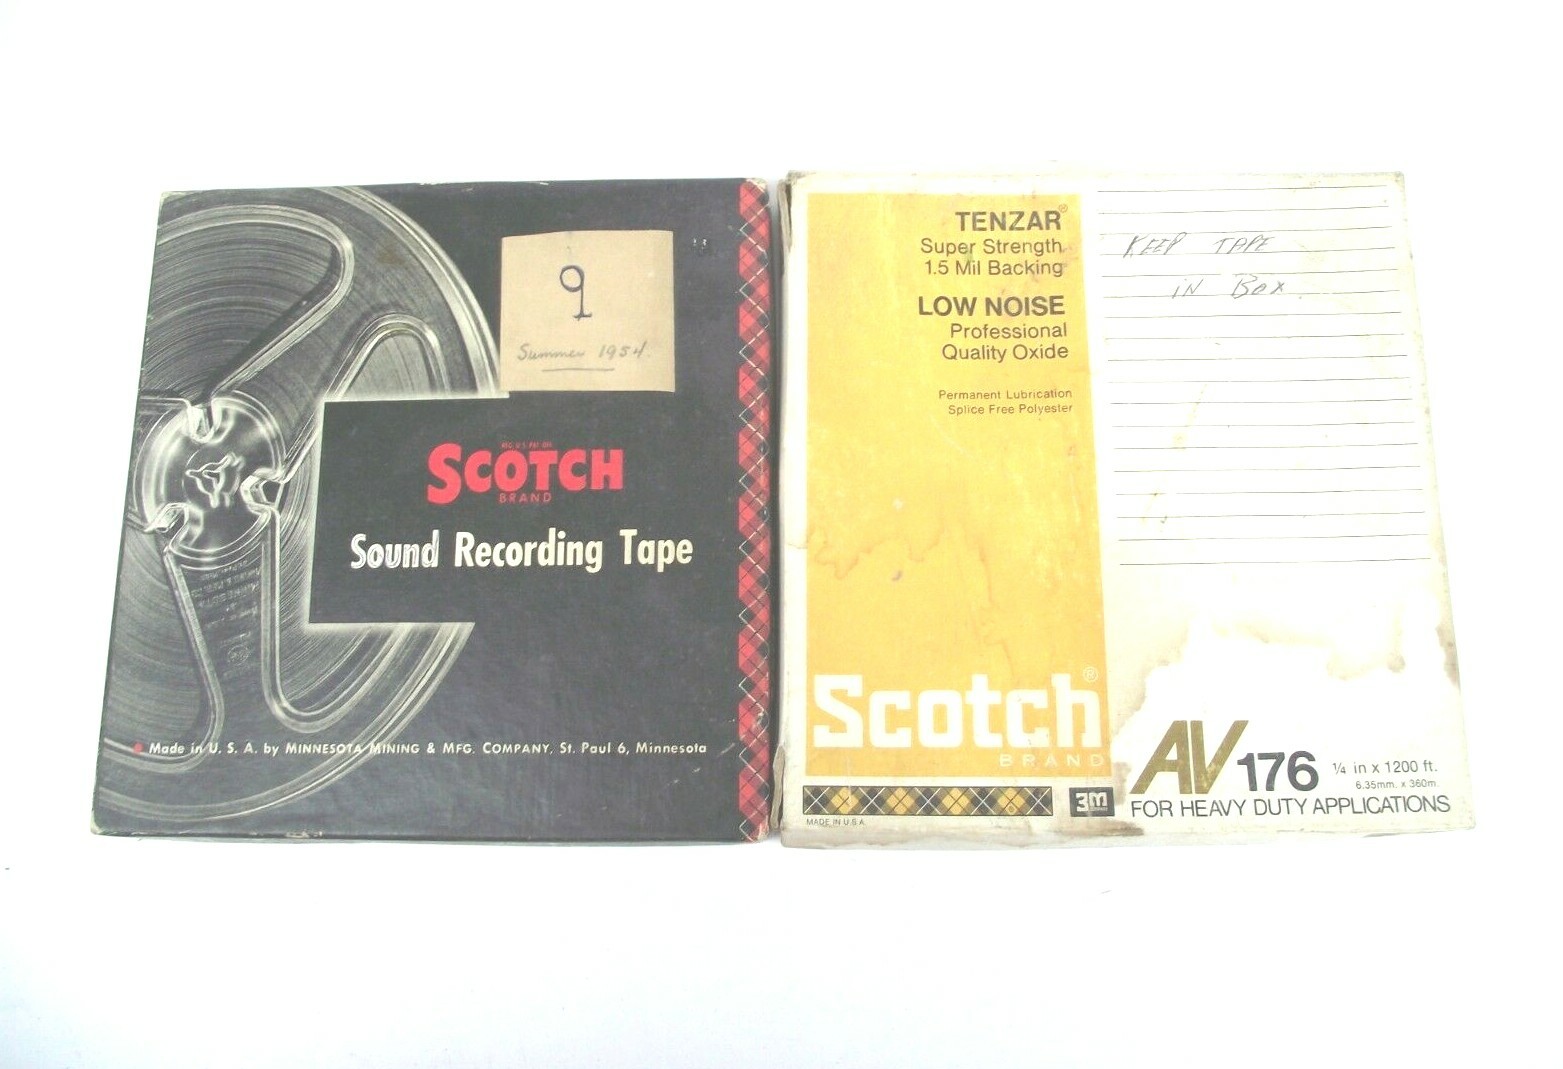 9
Summer 1954.
REG. U.S. PAT. OFF.
SCOTCH
BRAND
Sound Recording Tape
Made in U. S. A. by MINNESOTA MINING & MFG. COMPANY, St. Paul 6, Minnesota
TENZAR®
Super Strength
1.5 Mil Backing
LOW NOISE
Professional
Quality Oxide
Permanent Lubrication
Splice Free Polyester
KEEP TAPE
IN BOX
Scotch®
BRAND
3M
MADE IN U.S.A.
AV 176 ¼ in x 1200 ft.
6.35mm. x 360m.
FOR HEAVY DUTY APPLICATIONS